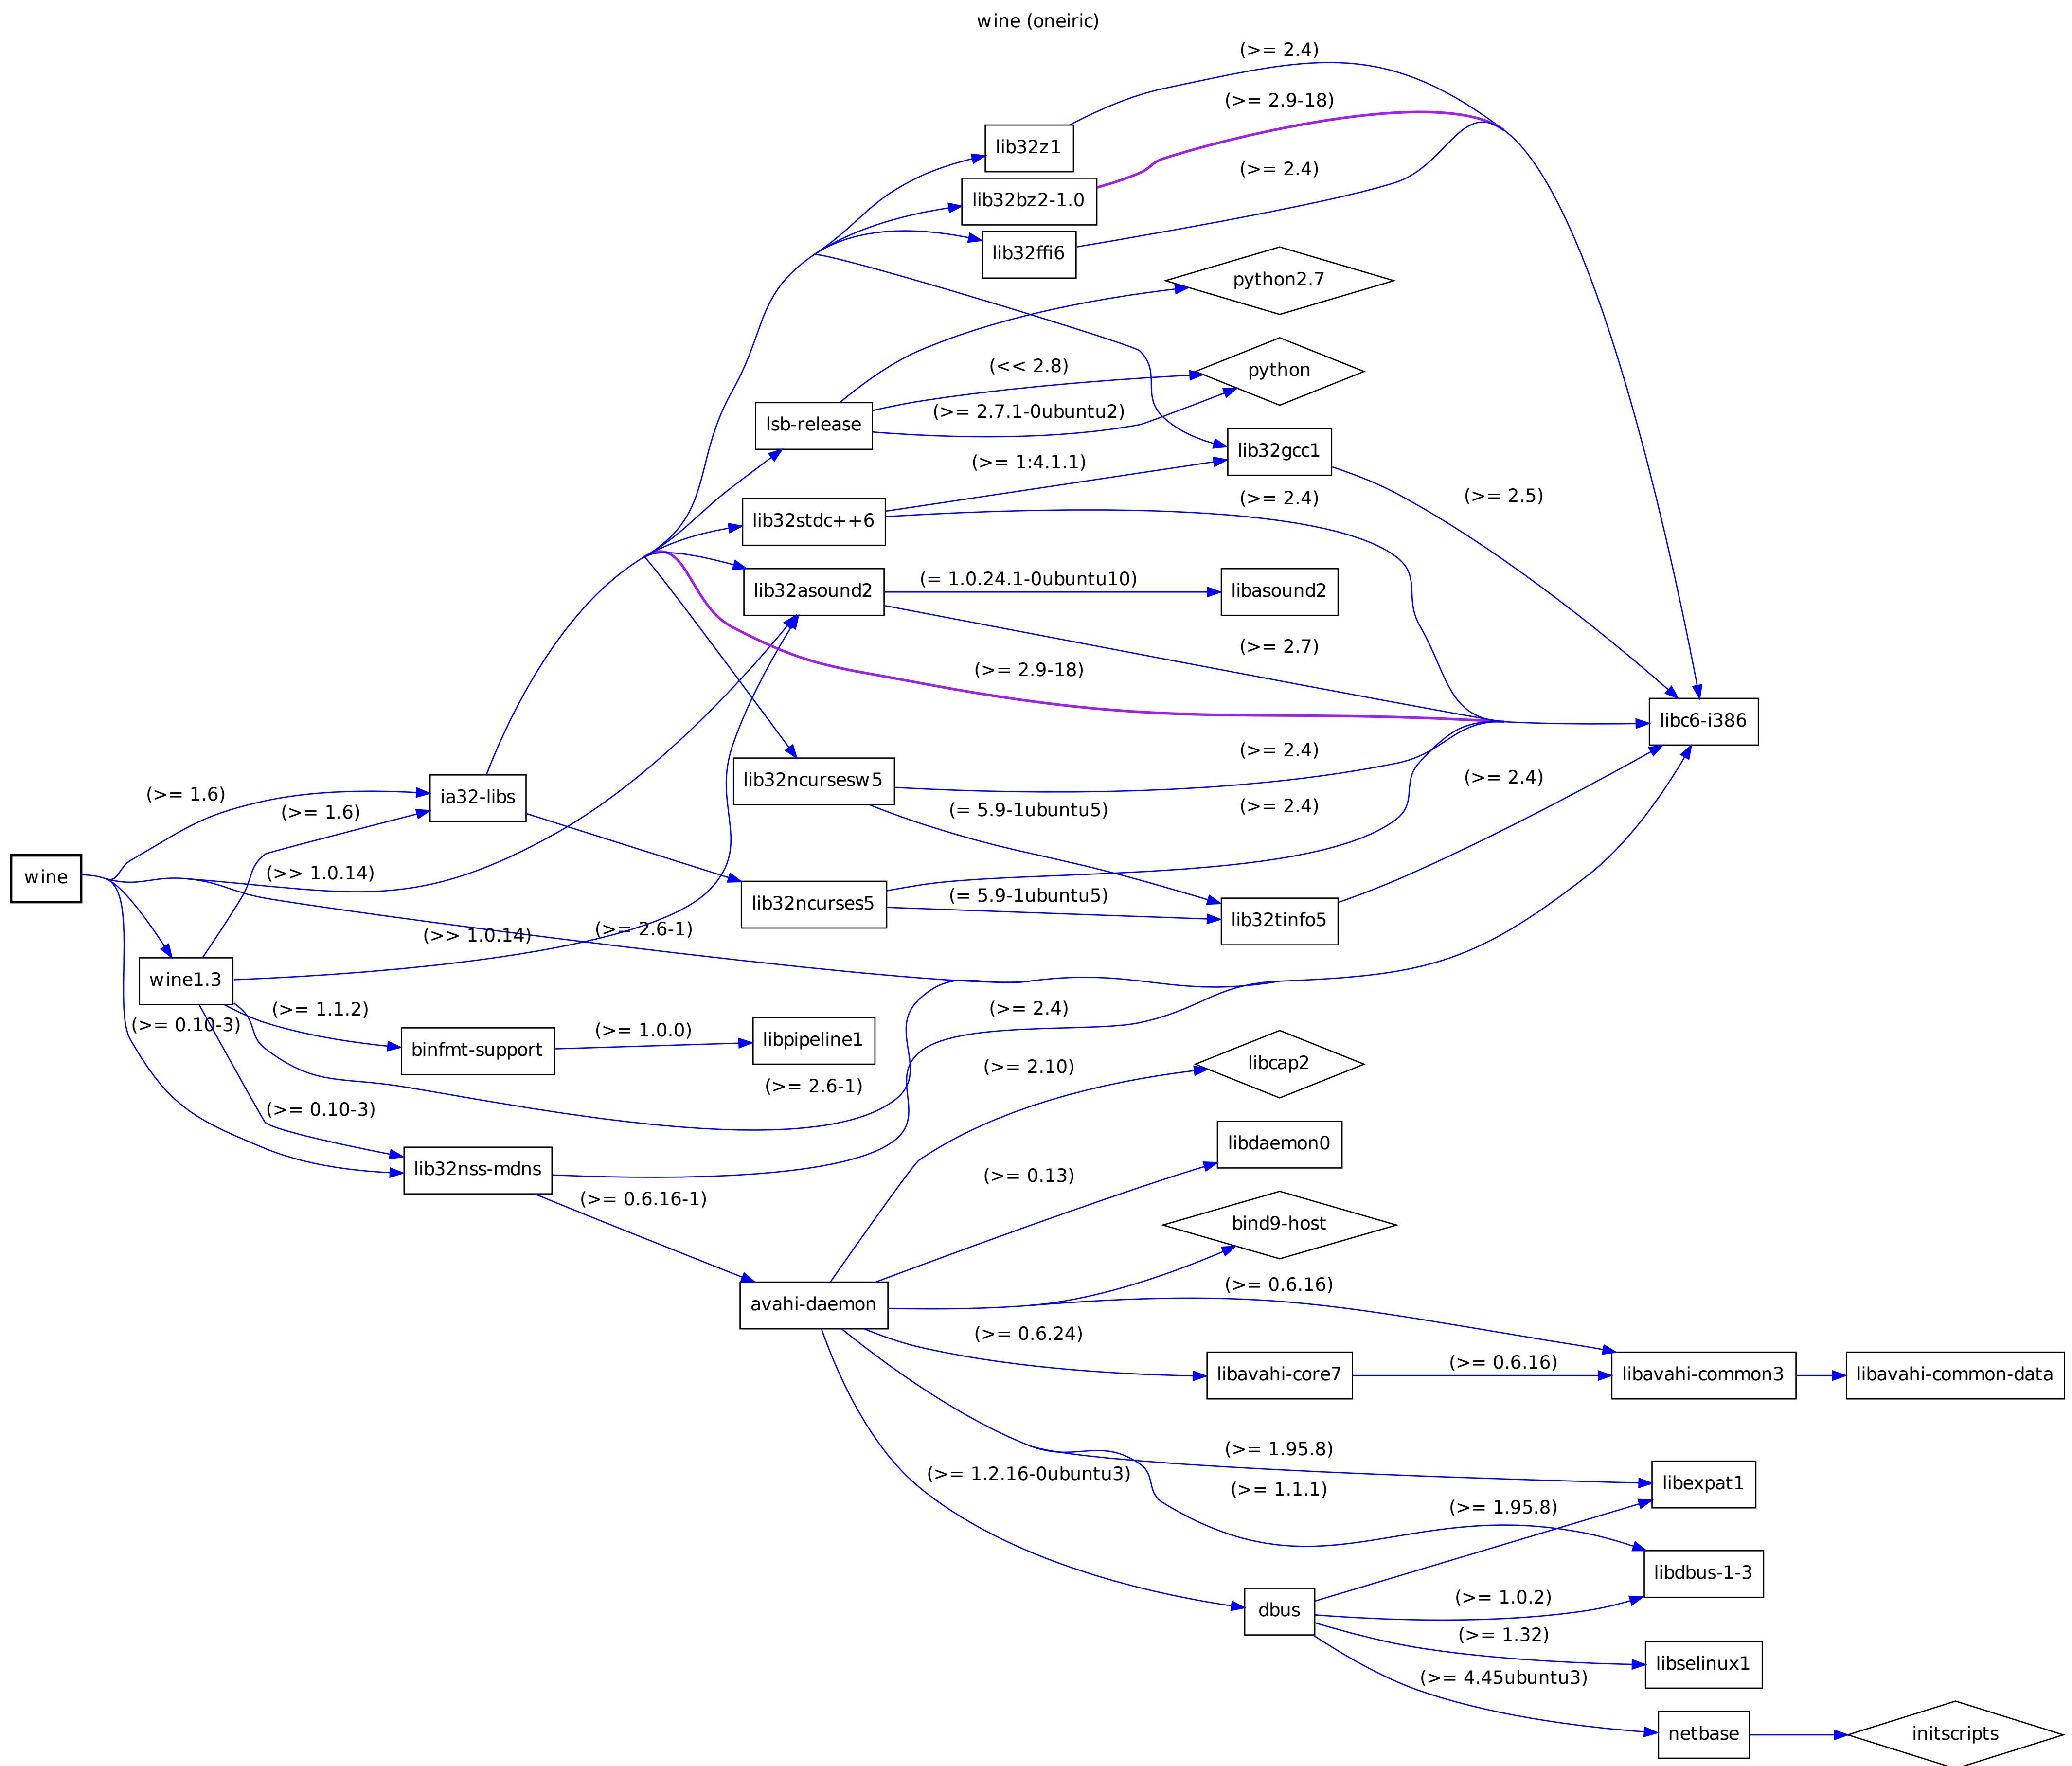 wine (oneiric)
(>= 2.4)
(>= 2.9-18)
lib32z1
(>= 2.4)
lib32bz2-1.0
lib32ffi6
python2.7
(<< 2.8)
python
(>= 2.7.1-0ubuntu2)
lsb-release
lib32gcc1
(>= 1:4.1.1)
(>= 2.5)
(>= 2.4)
lib32stdc++6
(= 1.0.24.1-0ubuntu10)
lib32asound2
libasound2
(>= 2.7)
(>= 2.9-18)
libc6-i386
(>= 2.4)
lib32ncursesw5
(>= 2.4)
(>= 1.6)
ia32-libs
(>= 2.4)
(>= 1.6)
(= 5.9-1ubuntu5)
wine
(>> 1.0.14)
(= 5.9-1ubuntu5)
lib32ncurses5
lib32tinfo5
(>> 1.0.14)
(>= 2.6-1)
wine1.3
(>= 1.1.2)
(>= 2.4)
(>= 0.10-3)
(>= 1.0.0)
binfmt-support
libpipeline1
(>= 2.10)
libcap2
(>= 2.6-1)
(>= 0.10-3)
libdaemon0
lib32nss-mdns
(>= 0.13)
(>= 0.6.16-1)
bind9-host
(>= 0.6.16)
avahi-daemon
(>= 0.6.24)
(>= 0.6.16)
libavahi-core7
libavahi-common3
libavahi-common-data
(>= 1.95.8)
(>= 1.2.16-0ubuntu3)
(>= 1.1.1)
libexpat1
(>= 1.95.8)
libdbus-1-3
(>= 1.0.2)
dbus
(>= 1.32)
libselinux1
(>= 4.45ubuntu3)
netbase
initscripts